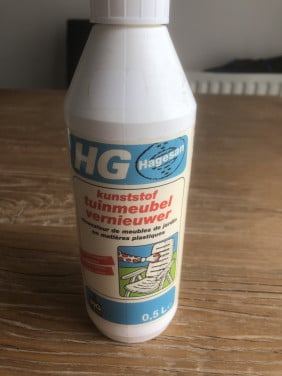 HG
Hagesan
kunststof
tuinmeubel
vernieuwer
rénovateur de meubles de jardin
en matières plastiques
0.5 L